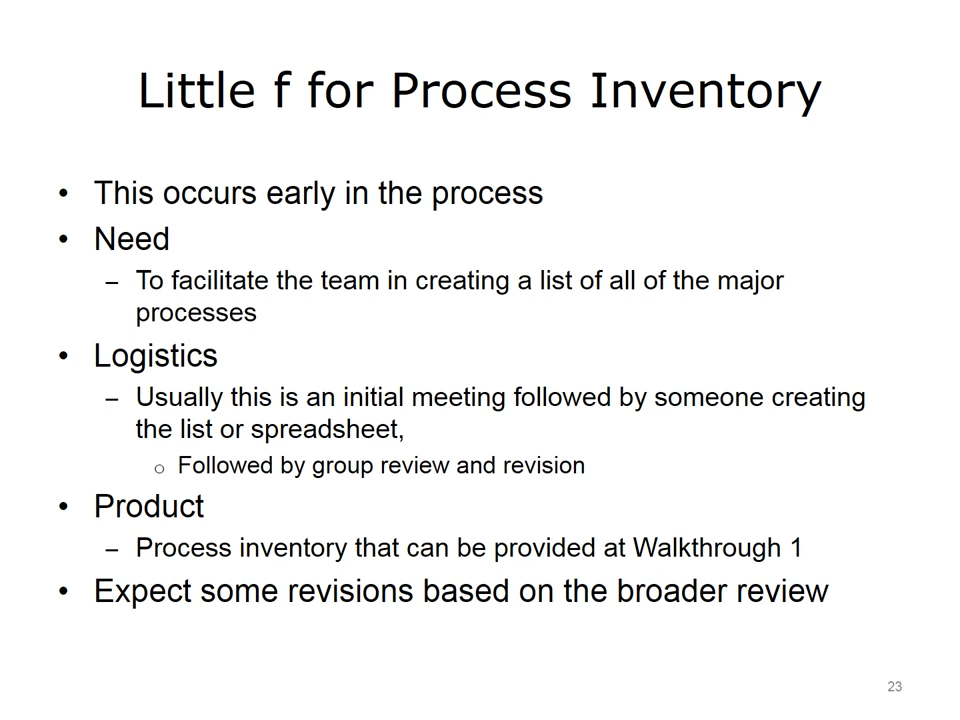 Little f for Process Inventory
• This occurs early in the process
• Need
– To facilitate the team in creating a list of all of the major
processes
• Logistics
– Usually this is an initial meeting followed by someone creating
the list or spreadsheet,
○ Followed by group review and revision
• Product
– Process inventory that can be provided at Walkthrough 1
• Expect some revisions based on the broader review
23